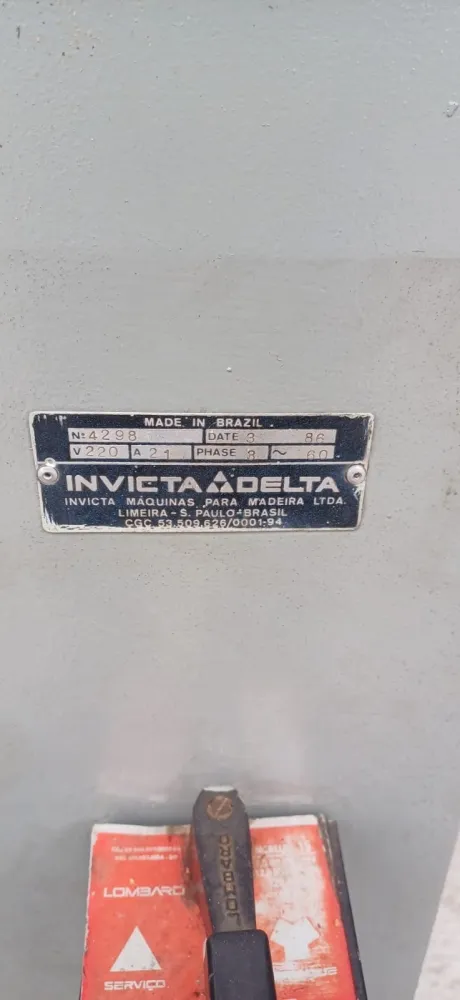 MADE IN BRAZIL
Nº 4298 DATE 3 86
V 220 A 21 PHASE 3 ~ 60
INVICTA DELTA
INVICTA MÁQUINAS PARA MADEIRA LTDA.
LIMEIRA - S. PAULO - BRASIL
CGC 53.509.626/0001-94
LOMBARD
SERVIÇO